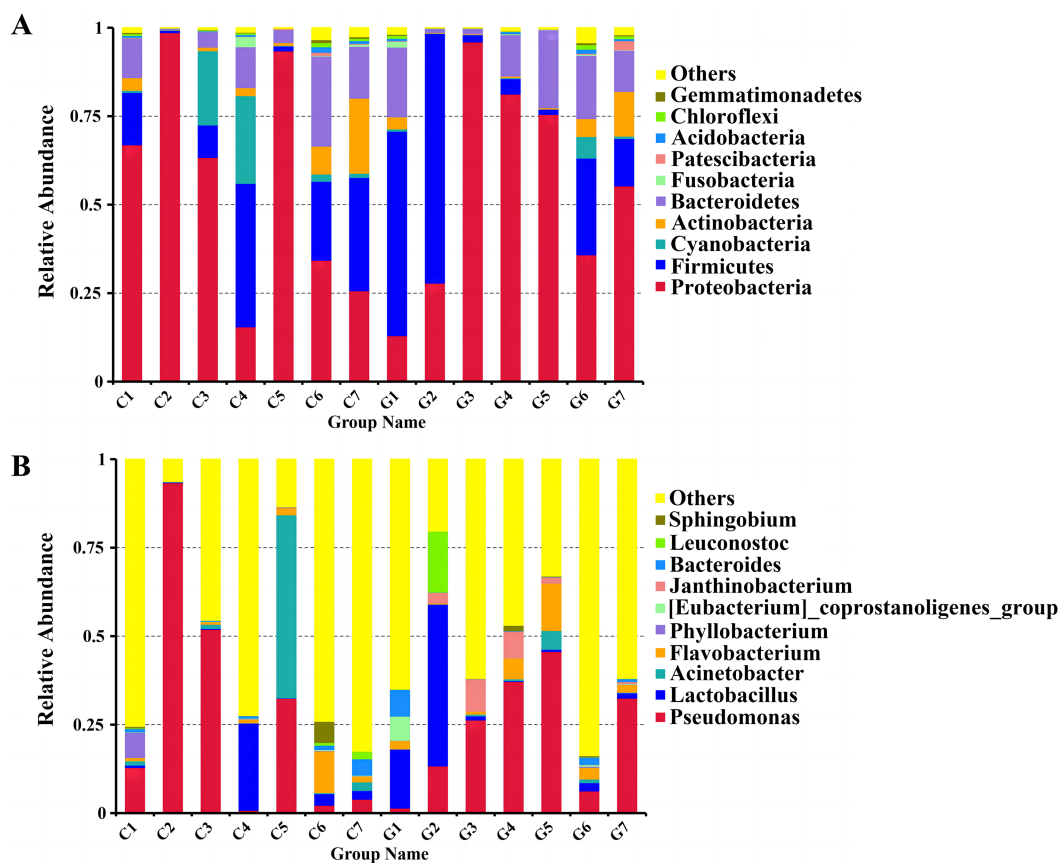 A
1
0.75
0.5
0.25
0
Relative Abundance
C1 C2 C3 C4 C5 C6 C7 G1 G2 G3 G4 G5 G6 G7
Group Name
Others
Gemmatimonadetes
Chloroflexi
Acidobacteria
Patescibacteria
Fusobacteria
Bacteroidetes
Actinobacteria
Cyanobacteria
Firmicutes
Proteobacteria
B
1
0.75
0.5
0.25
0
Relative Abundance
C1 C2 C3 C4 C5 C6 C7 G1 G2 G3 G4 G5 G6 G7
Group Name
Others
Sphingobium
Leuconostoc
Bacteroides
Janthinobacterium
[Eubacterium]_coprostanoligenes_group
Phyllobacterium
Flavobacterium
Acinetobacter
Lactobacillus
Pseudomonas